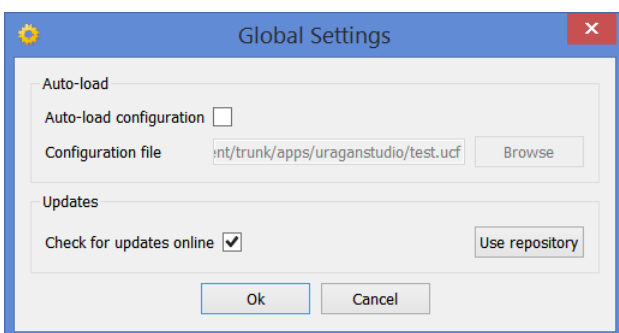 Global Settings
Auto-load
Auto-load configuration
Configuration file ent/trunk/apps/uraganstudio/test.ucf Browse
Updates
Check for updates online Use repository
Ok Cancel